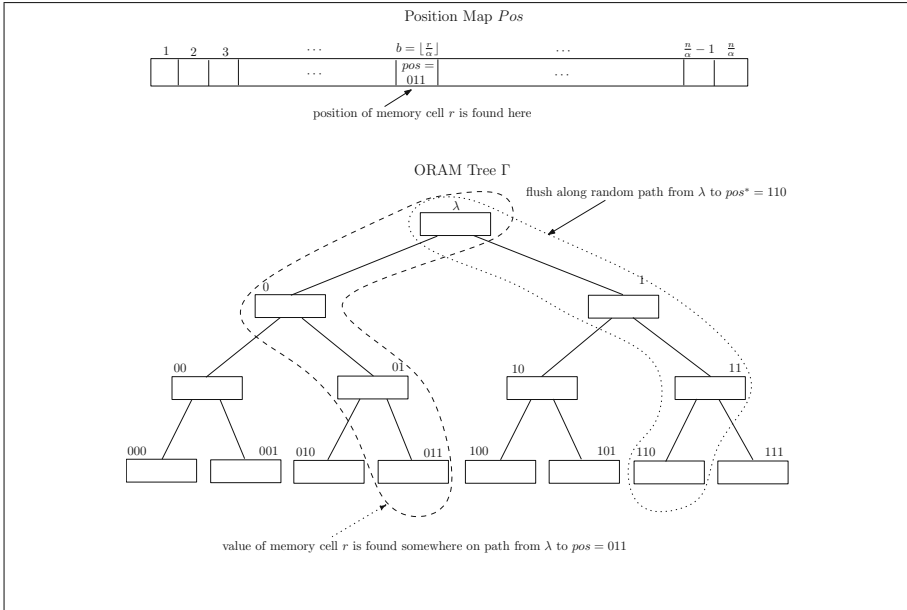 Position Map Pos
1 2 3 ... b = ⌊r/α⌋ ... n/α − 1 n/α
... pos = ...
011
position of memory cell r is found here
ORAM Tree Γ
flush along random path from λ to pos* = 110
λ
0 1
00 01 10 11
000 001 010 011 100 101 110 111
value of memory cell r is found somewhere on path from λ to pos = 011